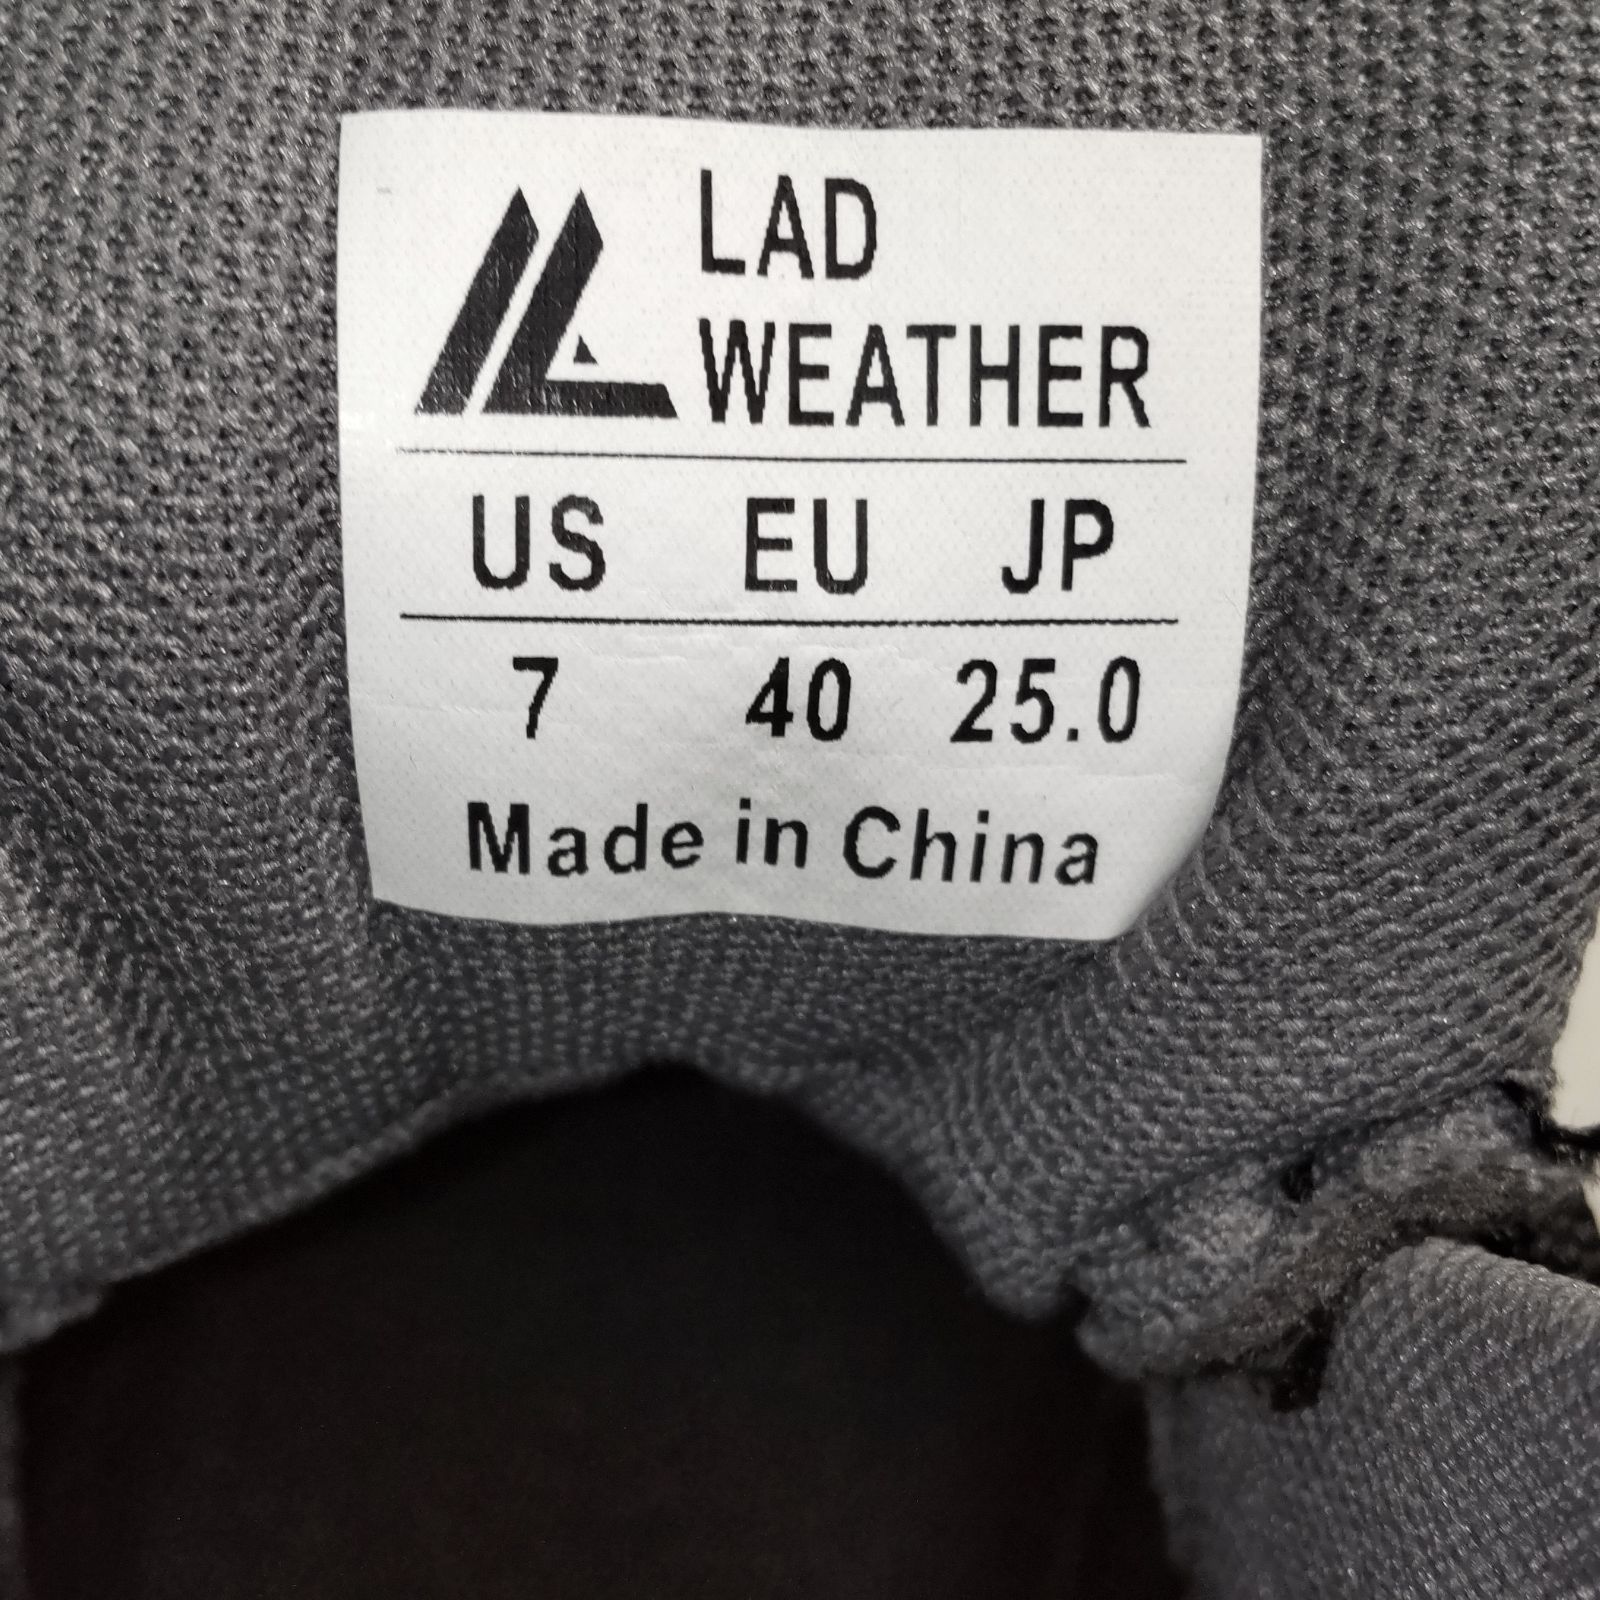 LAD
WEATHER
US EU JP
7 40 25.0
Made in China